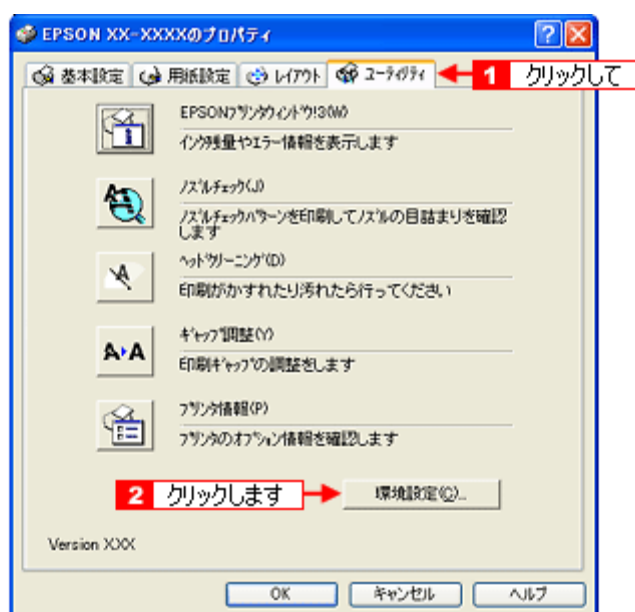 EPSON XX-XXXXのプロパティ
基本設定 用紙設定 レイアウト ユーティリティ 1 クリックして
EPSONプリンタウィンドウ!3(W)
インク残量やエラー情報を表示します
ノズルチェック(J)
ノズルチェックパターンを印刷してノズルの目詰まりを確認
します
ヘッドクリーニング(D)
印刷がかすれたり汚れたら行ってください
ギャップ調整(Y)
印刷ギャップの調整をします
プリンタ情報(P)
プリンタのオプション情報を確認します
2 クリックします 環境設定(C)...
Version X.XX
OK キャンセル ヘルプ